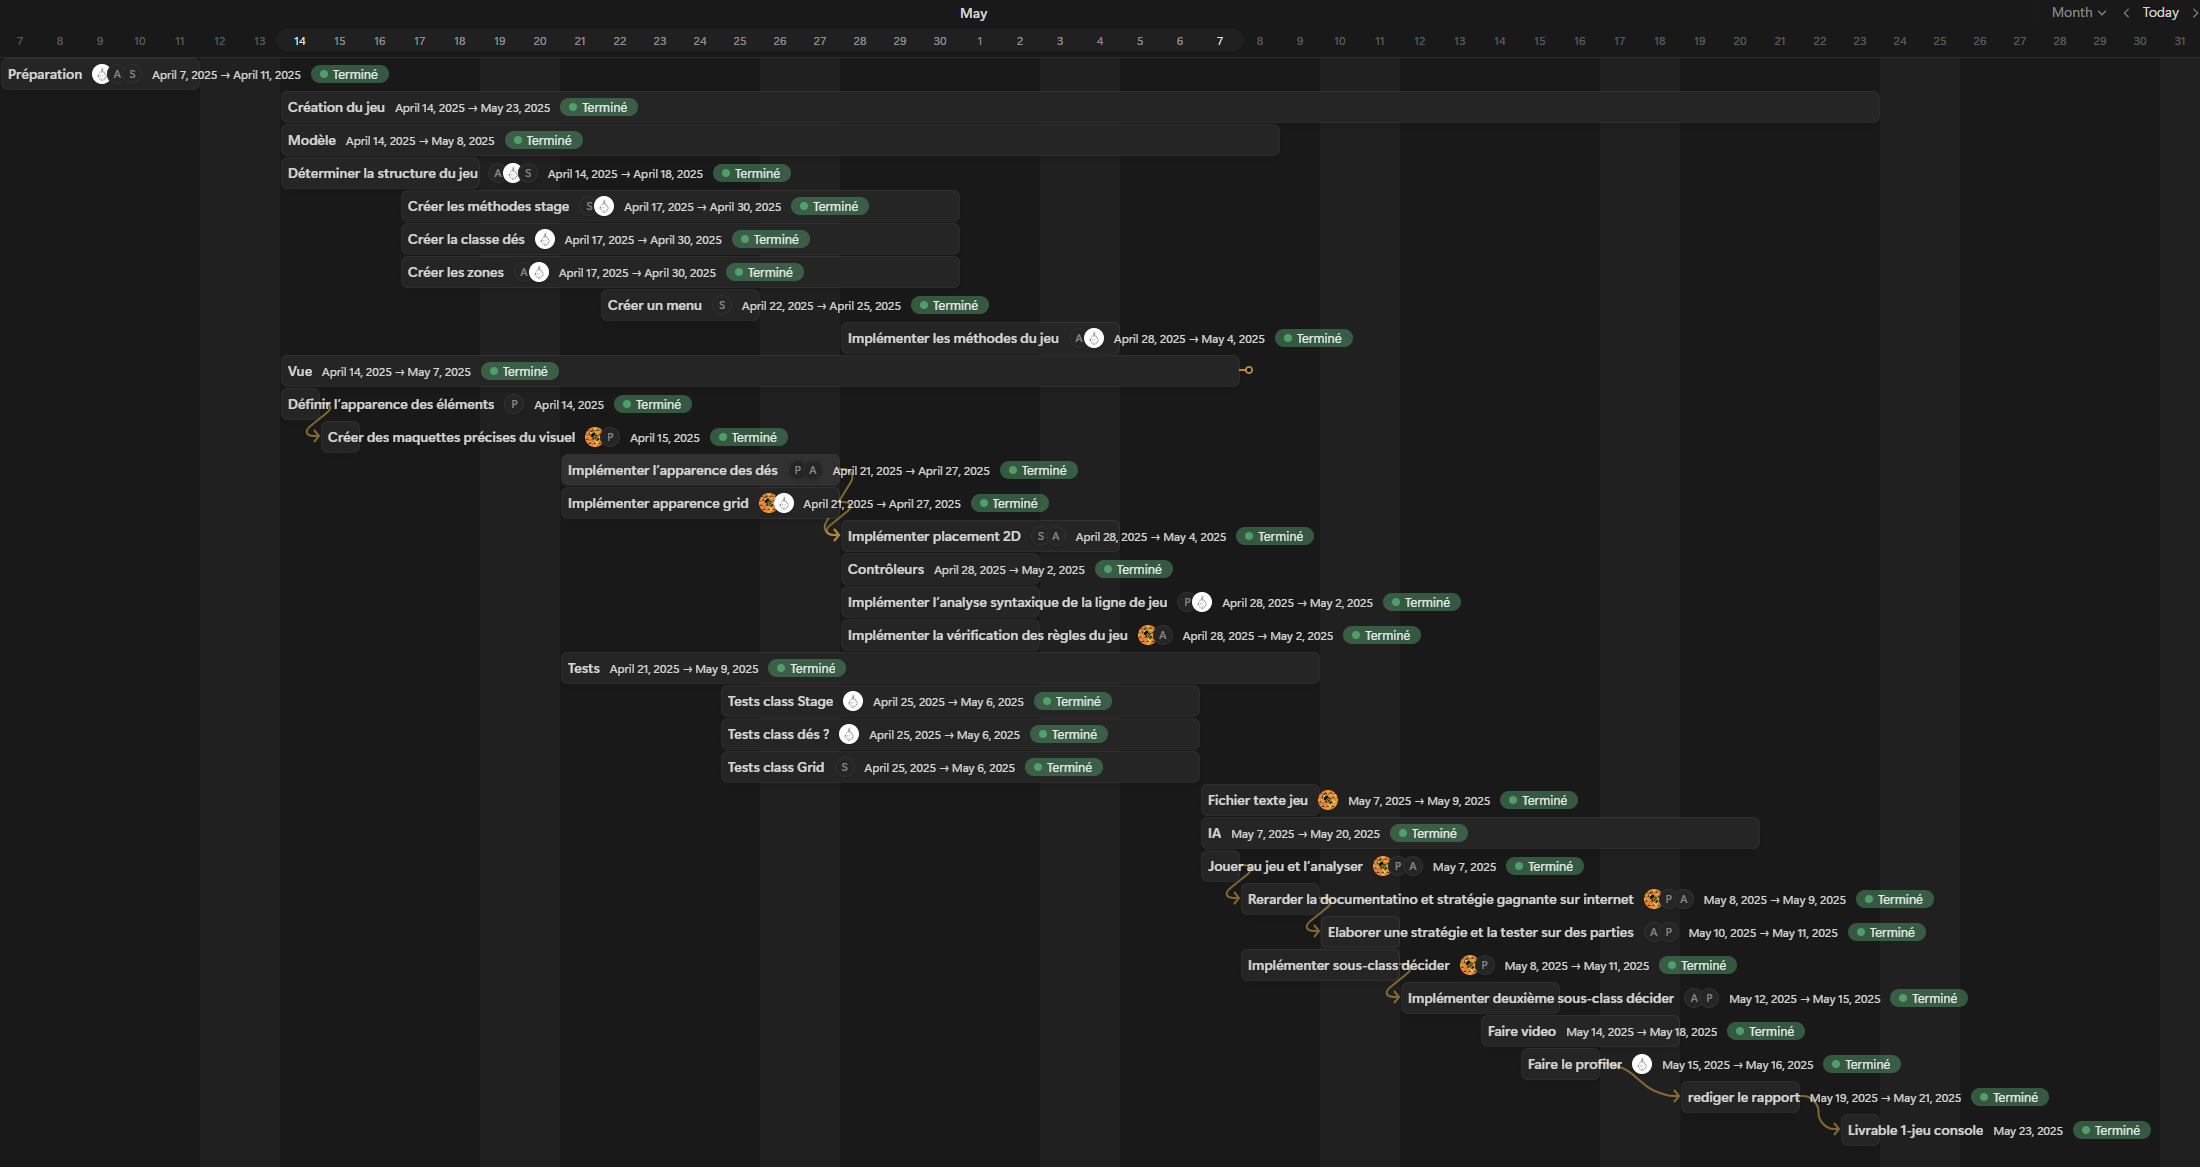 May
Month Today
7 8 9 10 11 12 13 14 15 16 17 18 19 20 21 22 23 24 25 26 27 28 29 30 1 2 3 4 5 6 7 8 9 10 11 12 13 14 15 16 17 18 19 20 21 22 23 24 25 26 27 28 29 30 31
Préparation A S April 7, 2025 → April 11, 2025 Terminé
Création du jeu April 14, 2025 → May 23, 2025 Terminé
Modèle April 14, 2025 → May 8, 2025 Terminé
Déterminer la structure du jeu A S April 14, 2025 → April 18, 2025 Terminé
Créer les méthodes stage S April 17, 2025 → April 30, 2025 Terminé
Créer la classe dés April 17, 2025 → April 30, 2025 Terminé
Créer les zones A April 17, 2025 → April 30, 2025 Terminé
Créer un menu S April 22, 2025 → April 25, 2025 Terminé
Implémenter les méthodes du jeu A April 28, 2025 → May 4, 2025 Terminé
Vue April 14, 2025 → May 7, 2025 Terminé
Définir l'apparence des éléments P April 14, 2025 Terminé
Créer des maquettes précises du visuel P April 15, 2025 Terminé
Implémenter l'apparence des dés P A April 21, 2025 → April 27, 2025 Terminé
Implémenter apparence grid April 21, 2025 → April 27, 2025 Terminé
Implémenter placement 2D S A April 28, 2025 → May 4, 2025 Terminé
Contrôleurs April 28, 2025 → May 2, 2025 Terminé
Implémenter l'analyse syntaxique de la ligne de jeu P April 28, 2025 → May 2, 2025 Terminé
Implémenter la vérification des règles du jeu A April 28, 2025 → May 2, 2025 Terminé
Tests April 21, 2025 → May 9, 2025 Terminé
Tests class Stage April 25, 2025 → May 6, 2025 Terminé
Tests class dés ? April 25, 2025 → May 6, 2025 Terminé
Tests class Grid S April 25, 2025 → May 6, 2025 Terminé
Fichier texte jeu May 7, 2025 → May 9, 2025 Terminé
IA May 7, 2025 → May 20, 2025 Terminé
Jouer au jeu et l'analyser P A May 7, 2025 Terminé
Rerarder la documentatino et stratégie gagnante sur internet P A May 8, 2025 → May 9, 2025 Terminé
Elaborer une stratégie et la tester sur des parties A P May 10, 2025 → May 11, 2025 Terminé
Implémenter sous-class décider P May 8, 2025 → May 11, 2025 Terminé
Implémenter deuxième sous-class décider A P May 12, 2025 → May 15, 2025 Terminé
Faire video May 14, 2025 → May 18, 2025 Terminé
Faire le profiler May 15, 2025 → May 16, 2025 Terminé
rediger le rapport May 19, 2025 → May 21, 2025 Terminé
Livrable 1-jeu console May 23, 2025 Terminé